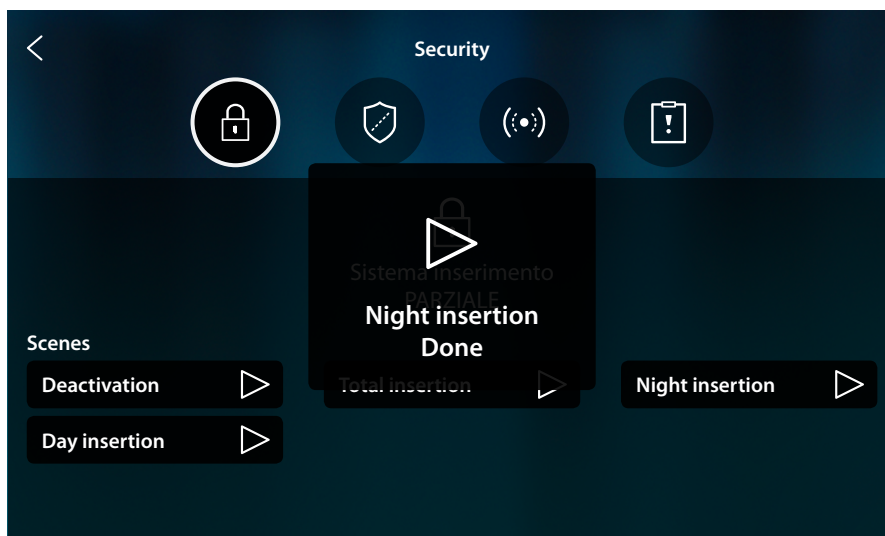 Security
Sistema inserimento
PARZIALE
Night insertion
Done
Scenes
Deactivation
Total insertion
Night insertion
Day insertion